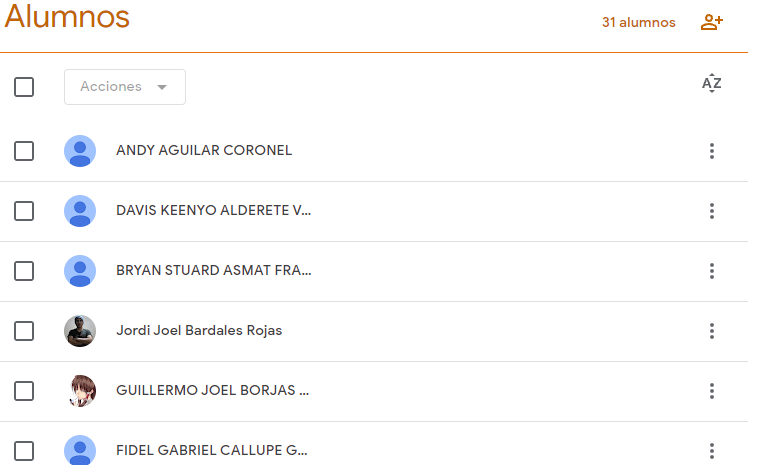 Alumnos
31 alumnos
Acciones
AZ
ANDY AGUILAR CORONEL
DAVIS KEENYO ALDERETE V...
BRYAN STUARD ASMAT FRA...
Jordi Joel Bardales Rojas
GUILLERMO JOEL BORJAS ...
FIDEL GABRIEL CALLUPE G...